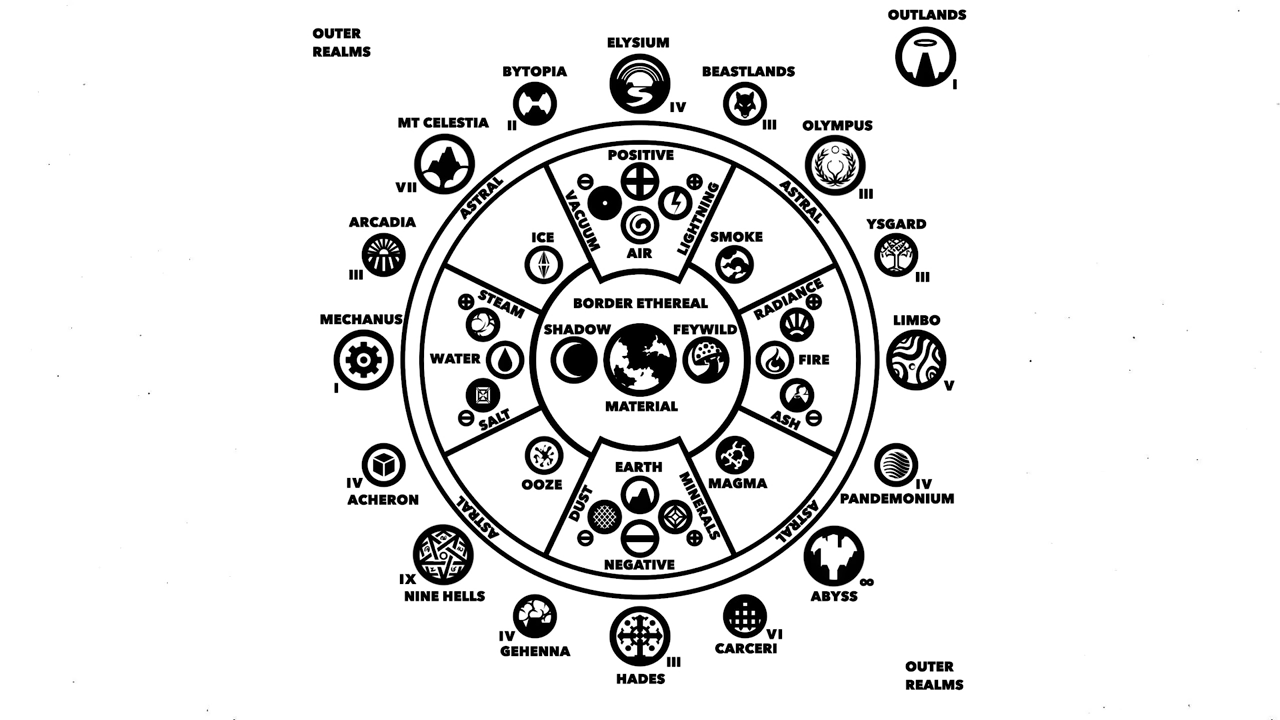 OUTLANDS
I
OUTER
REALMS
ELYSIUM
IV
BYTOPIA
II
BEASTLANDS
III
MT CELESTIA
VII
OLYMPUS
III
ASTRAL
ASTRAL
POSITIVE
VACUUM
LIGHTNING
AIR
ARCADIA
III
YSGARD
III
ICE
SMOKE
STEAM
RADIANCE
BORDER ETHEREAL
MECHANUS
I
LIMBO
V
SHADOW
FEYWILD
WATER
FIRE
MATERIAL
SALT
ASH
EARTH
OOZE
MAGMA
DUST
MINERALS
NEGATIVE
IV
ACHERON
IV
PANDEMONIUM
ASTRAL
ASTRAL
IX
NINE HELLS
∞
ABYSS
IV
GEHENNA
VI
CARCERI
III
HADES
OUTER
REALMS